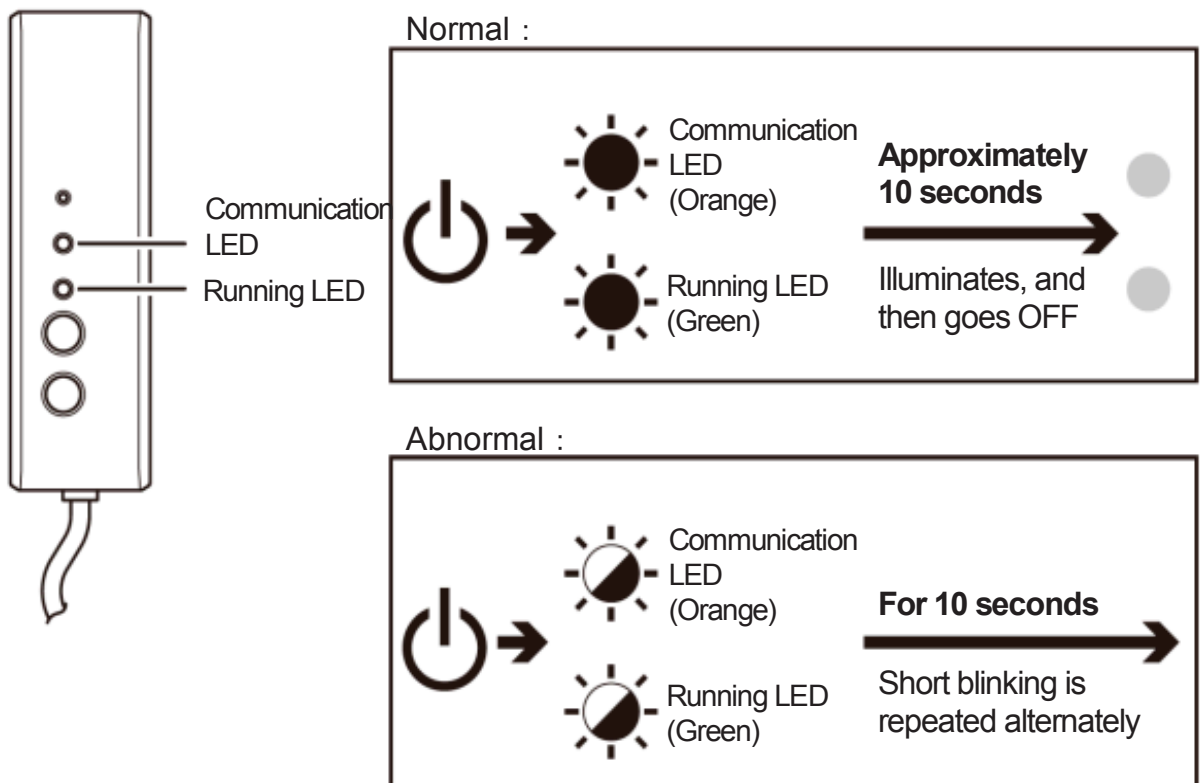 Normal :
Communication
LED
(Orange)
Approximately
10 seconds
Running LED
(Green)
Illuminates, and
then goes OFF
Communication
LED
Running LED
Abnormal :
Communication
LED
(Orange)
For 10 seconds
Running LED
(Green)
Short blinking is
repeated alternately